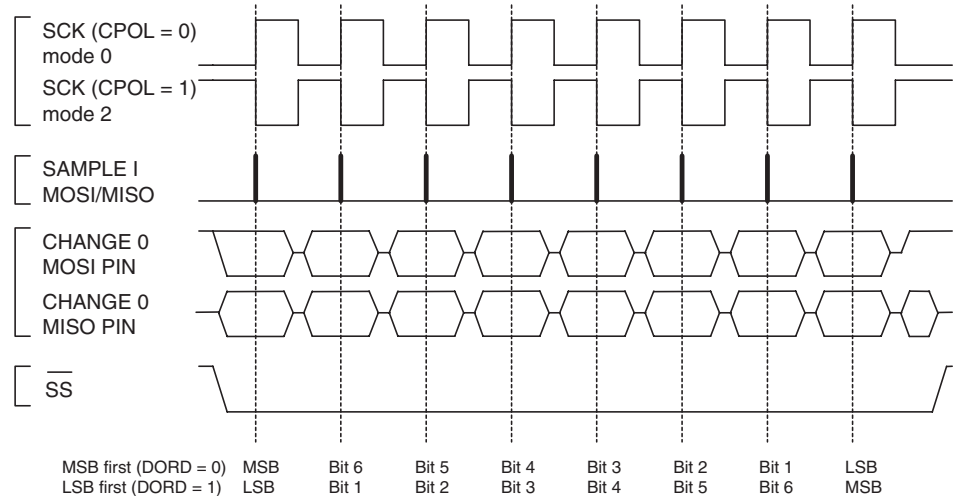 SCK (CPOL = 0)
mode 0
SCK (CPOL = 1)
mode 2
SAMPLE I
MOSI/MISO
CHANGE 0
MOSI PIN
CHANGE 0
MISO PIN
SS
MSB first (DORD = 0) MSB Bit 6 Bit 5 Bit 4 Bit 3 Bit 2 Bit 1 LSB
LSB first (DORD = 1) LSB Bit 1 Bit 2 Bit 3 Bit 4 Bit 5 Bit 6 MSB